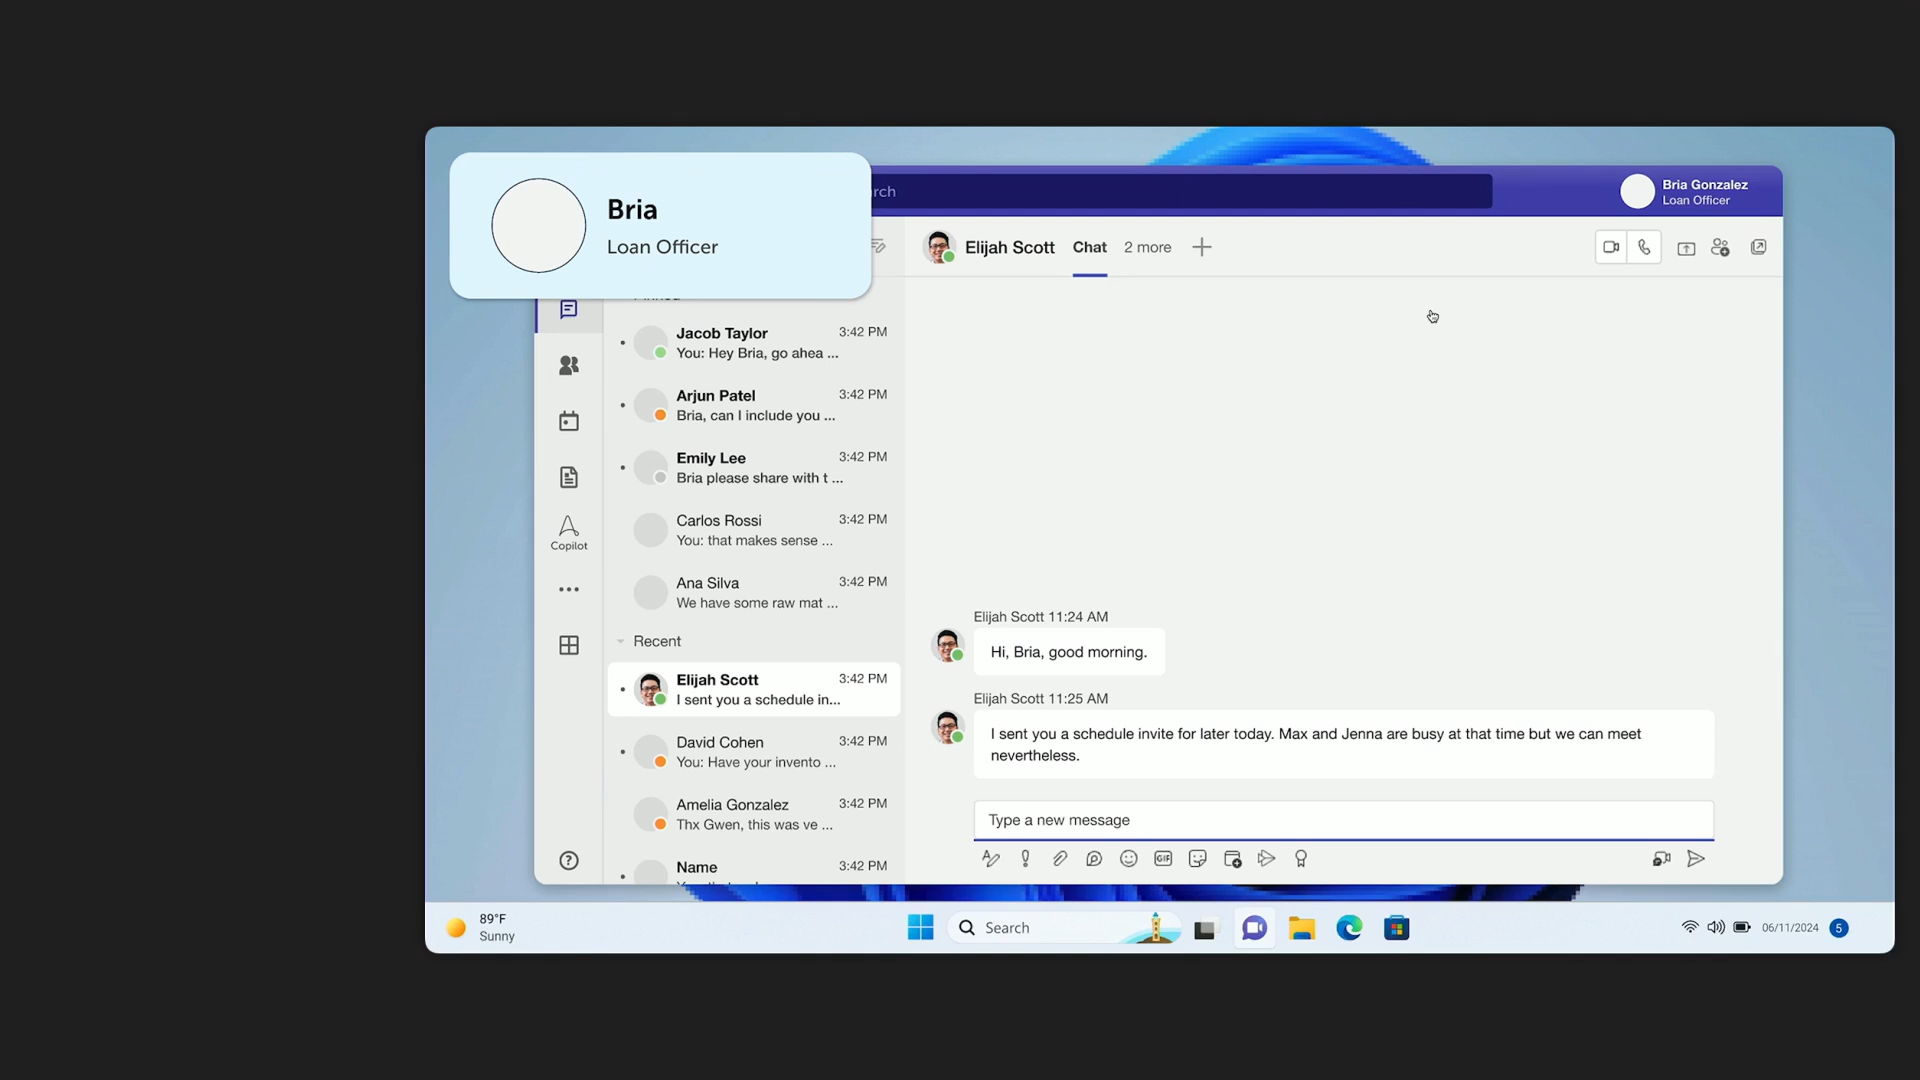 Bria
Loan Officer
rch
Bria Gonzalez
Loan Officer
Elijah Scott
Chat
2 more
Jacob Taylor
3:42 PM
You: Hey Bria, go ahea ...
Arjun Patel
3:42 PM
Bria, can I include you ...
Emily Lee
3:42 PM
Bria please share with t ...
Carlos Rossi
3:42 PM
You: that makes sense ...
Ana Silva
3:42 PM
We have some raw mat ...
Recent
Elijah Scott
3:42 PM
I sent you a schedule in...
David Cohen
3:42 PM
You: Have your invento ...
Amelia Gonzalez
3:42 PM
Thx Gwen, this was ve ...
Name
3:42 PM
Copilot
Elijah Scott 11:24 AM
Hi, Bria, good morning.
Elijah Scott 11:25 AM
I sent you a schedule invite for later today. Max and Jenna are busy at that time but we can meet
nevertheless.
Type a new message
GIF
89°F
Sunny
Search
06/11/2024
5